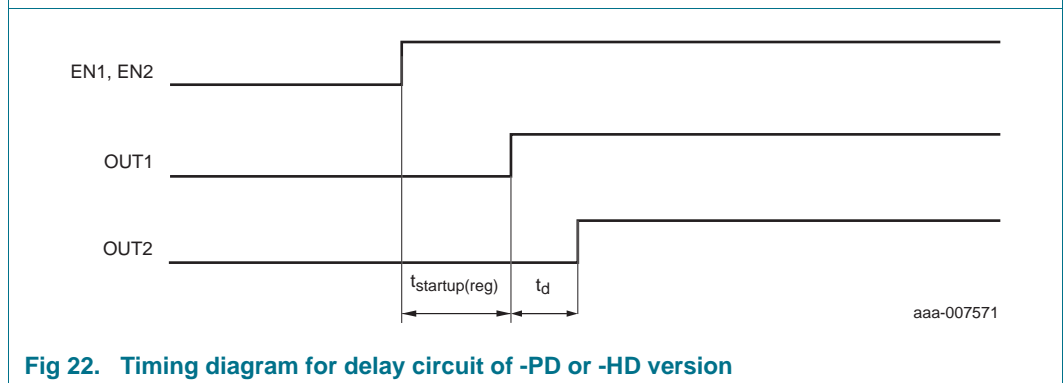 EN1, EN2
OUT1
OUT2
tstartup(reg)
td
aaa-007571
Fig 22. Timing diagram for delay circuit of -PD or -HD version